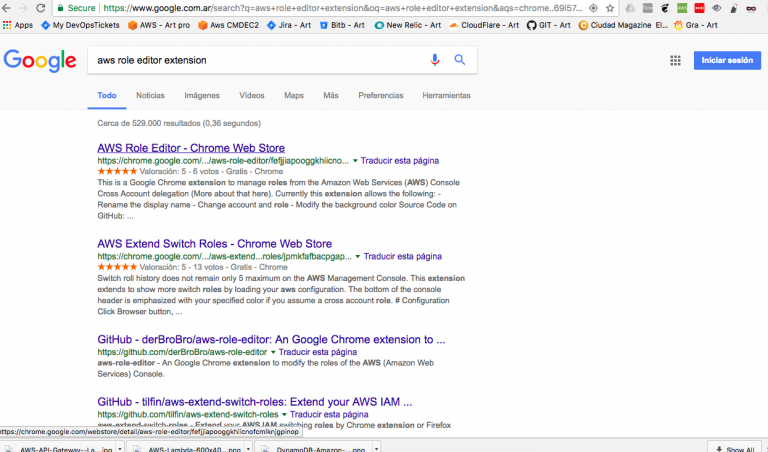 Secure https://www.google.com.ar/search?q=aws+role+editor+extension&oq=aws+role+editor+extension&aqs=chrome..69i57...
Apps ★ MyDevOpsTickets AWS - Art pro Aws CMDEC2 Jira - Art Bitb - Art New Relic - Art CloudFlare - Art GIT - Art Ciudad Magazine El... Gra - Art
Google aws role editor extension Iniciar sesión
Todo Noticias Imágenes Vídeos Maps Más Preferencias Herramientas
Cerca de 529.000 resultados (0,36 segundos)
AWS Role Editor - Chrome Web Store
https://chrome.google.com/.../aws-role-editor/fefjjiapooggkhiicno... Traducir esta página
★★★★★ Valoración: 5 - 6 votos - Gratis - Chrome
This is a Google Chrome extension to manage roles from the Amazon Web Services (AWS) Console
Cross Account delegation (More about that here). Currently this extension allows the following: -
Rename the display name - Change account and role - Modify the background color Source Code on
GitHub: ...
AWS Extend Switch Roles - Chrome Web Store
https://chrome.google.com/.../aws-extend...roles/jpmkfafbacpgap... Traducir esta página
★★★★★ Valoración: 5 - 13 votos - Gratis - Chrome
Switch roll history does not remain only 5 maximum on the AWS Management Console. This extension
extends to show more switch roles by loading your aws configuration. The bottom of the console
header is emphasized with your specified color if you assume a cross account role. # Configuration
Click Browser button, ...
GitHub - derBroBro/aws-role-editor: An Google Chrome extension to ...
https://github.com/derBroBro/aws-role-editor Traducir esta página
aws-role-editor - An Google Chrome extension to modify the roles of the AWS (Amazon Web
Services) Console.
GitHub - tilfin/aws-extend-switch-roles: Extend your AWS IAM ...
https://github.com/tilfin/aws-extend-switch-roles Traducir esta página
aws-extend-switch-roles - Extend your AWS IAM switching roles by Chrome extension or Firefox
https://chrome.google.com/webstore/detail/aws-role-editor/fefjjiapooggkhiicnofcmlknjgpinop
AWS-API-Gateway--La....jpg AWS-Lambda-600x40....png DynamoDB-Amazon-....png Show All